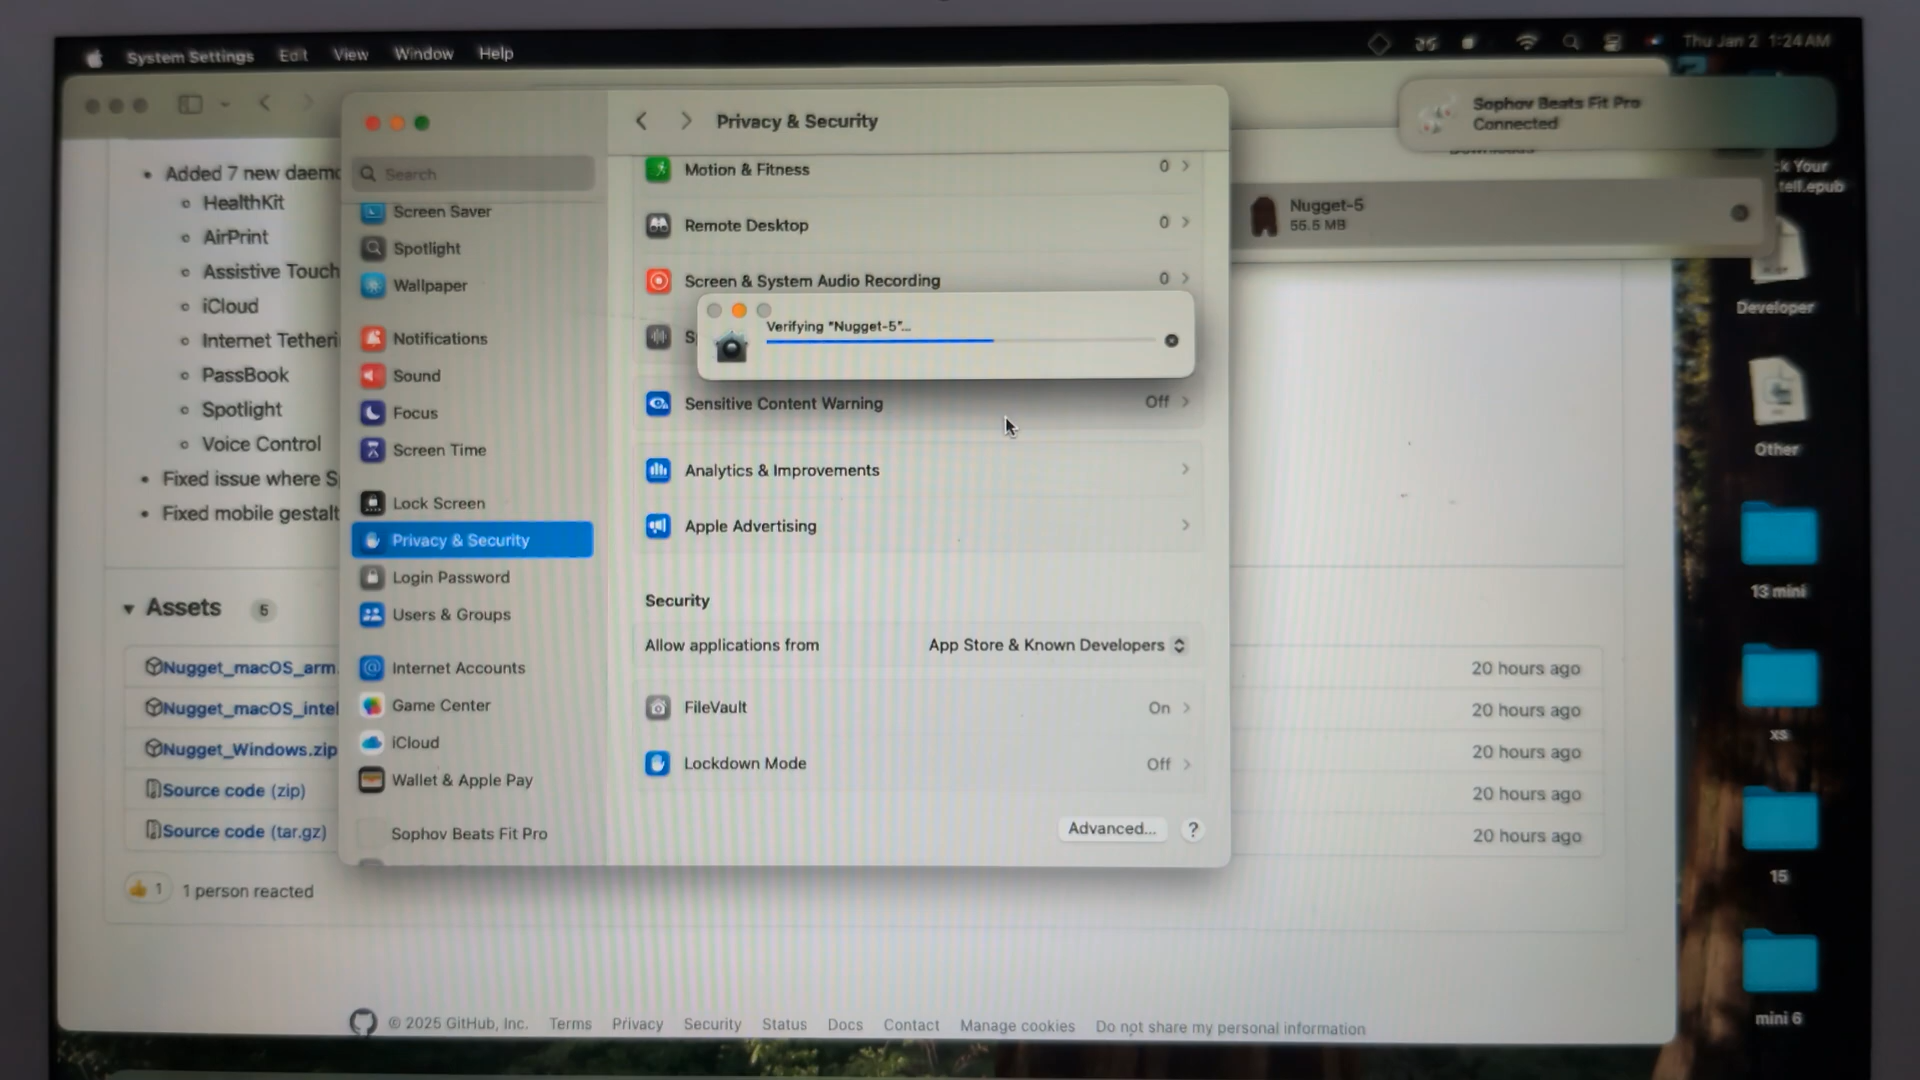 System Settings Edit View Window Help
Thu Jan 2 1:24 AM
Sophov Beats Fit Pro
Connected
Privacy & Security
Search
Screen Saver
Spotlight
Wallpaper
Notifications
Sound
Focus
Screen Time
Lock Screen
Privacy & Security
Login Password
Users & Groups
Internet Accounts
Game Center
iCloud
Wallet & Apple Pay
Sophov Beats Fit Pro
Motion & Fitness 0
Remote Desktop 0
Screen & System Audio Recording 0
S
Verifying "Nugget-5"...
Sensitive Content Warning Off
Analytics & Improvements
Apple Advertising
Security
Allow applications from App Store & Known Developers
FileVault On
Lockdown Mode Off
Advanced... ?
Added 7 new daem
HealthKit
AirPrint
Assistive Touch
iCloud
Internet Tetheri
PassBook
Spotlight
Voice Control
Fixed issue where S
Fixed mobile gestalt
Assets 5
Nugget_macOS_arm. 20 hours ago
Nugget_macOS_intel 20 hours ago
Nugget_Windows.zip 20 hours ago
Source code (zip) 20 hours ago
Source code (tar.gz) 20 hours ago
1 1 person reacted
© 2025 GitHub, Inc. Terms Privacy Security Status Docs Contact Manage cookies Do not share my personal information
Nugget-5
56.5 MB
ck Your
tell.epub
Developer
Other
13 mini
xs
15
mini 6